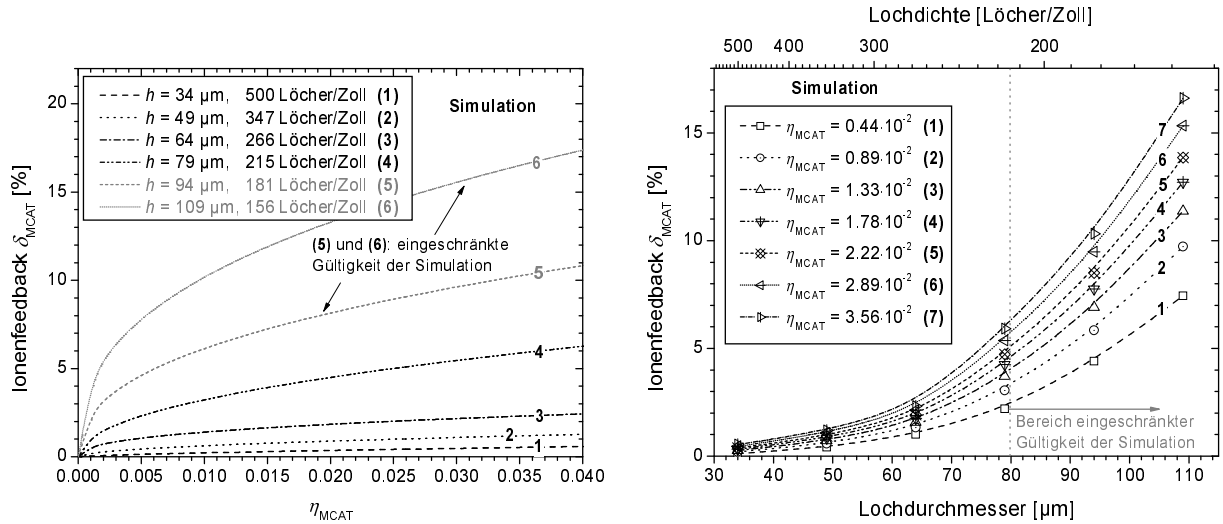 h = 34 µm, 500 Löcher/Zoll (1)
h = 49 µm, 347 Löcher/Zoll (2)
h = 64 µm, 266 Löcher/Zoll (3)
h = 79 µm, 215 Löcher/Zoll (4)
h = 94 µm, 181 Löcher/Zoll (5)
h = 109 µm, 156 Löcher/Zoll (6)
Simulation
(5) und (6): eingeschränkte
Gültigkeit der Simulation
6
5
4
3
2
1
Ionenfeedback δMCAT [%]
20
15
10
5
0
0.000 0.005 0.010 0.015 0.020 0.025 0.030 0.035 0.040
ηMCAT
Lochdichte [Löcher/Zoll]
500 400 300 200
Simulation
ηMCAT = 0.44·10-2 (1)
ηMCAT = 0.89·10-2 (2)
ηMCAT = 1.33·10-2 (3)
ηMCAT = 1.78·10-2 (4)
ηMCAT = 2.22·10-2 (5)
ηMCAT = 2.89·10-2 (6)
ηMCAT = 3.56·10-2 (7)
7
6
5
4
3
2
1
Bereich eingeschränkter
Gültigkeit der Simulation
Ionenfeedback δMCAT [%]
15
10
5
0
30 40 50 60 70 80 90 100 110
Lochdurchmesser [µm]